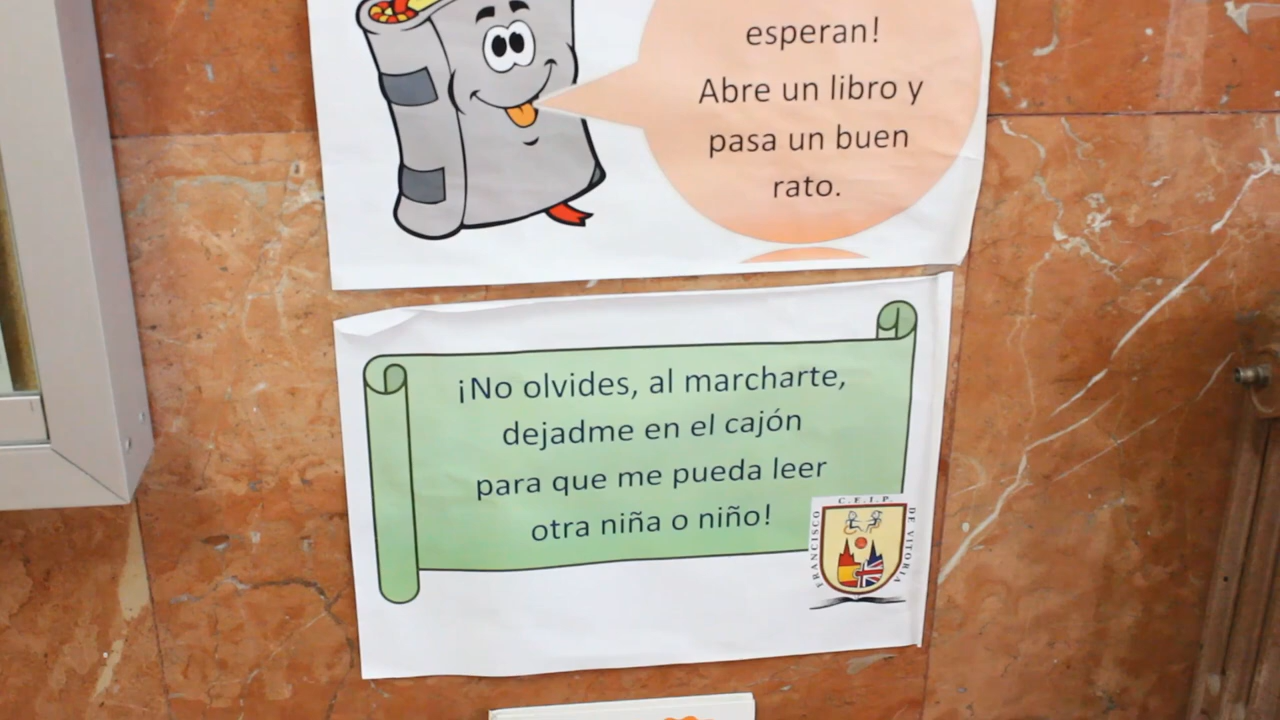 esperan!
Abre un libro y
pasa un buen
rato.
¡No olvides, al marcharte,
dejadme en el cajón
para que me pueda leer
otra niña o niño!
C.E.I.P.
FRANCISCO
DE VITORIA